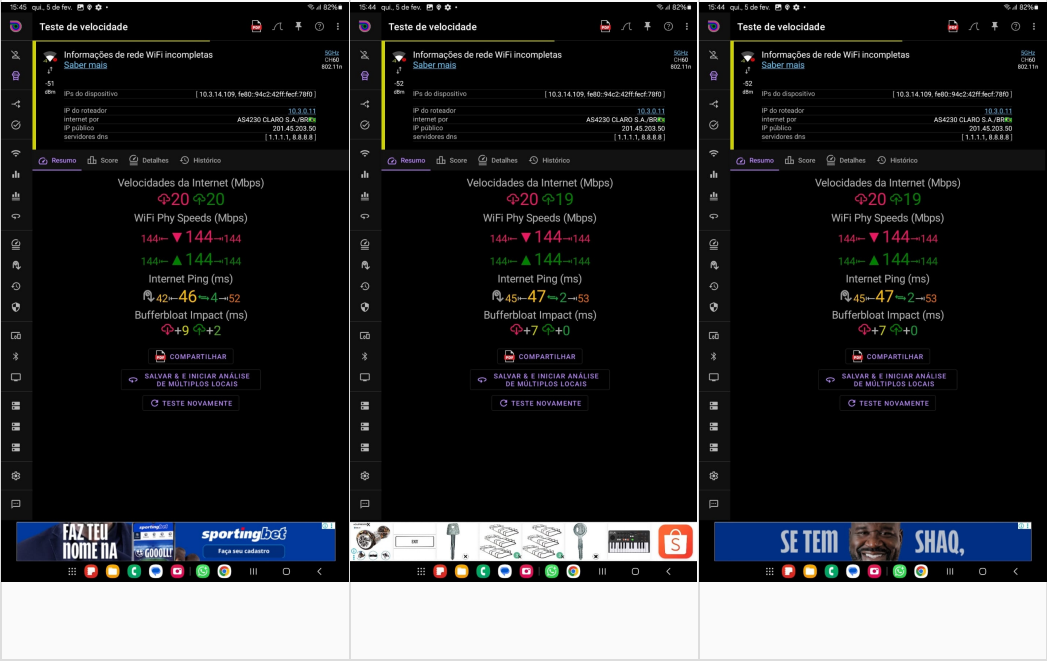 15:45 qui., 5 de fev.
82%
Teste de velocidade
PDF
Informações de rede WiFi incompletas
Saber mais
5GHz
CH60
802.11n
-51
dBm
IPs do dispositivo [ 10.3.14.109, fe80::94c2:42ff:fecf:78f0 ]
IP do roteador 10.3.0.11
internet por AS4230 CLARO S.A./BR
IP público 201.45.203.50
servidores dns [ 1.1.1.1, 8.8.8.8 ]
Resumo Score Detalhes Histórico
Velocidades da Internet (Mbps)
20 20
WiFi Phy Speeds (Mbps)
144 ▼ 144 144
144 ▲ 144 144
Internet Ping (ms)
42 46 4 52
Bufferbloat Impact (ms)
+9 +2
PDF COMPARTILHAR
SALVAR & E INICIAR ANÁLISE
DE MÚLTIPLOS LOCAIS
TESTE NOVAMENTE
FAZ TEU
NOME NA
sportingbet
GOOOLL!
sportingbet
Faça seu cadastro
15:44 qui., 5 de fev.
82%
Teste de velocidade
PDF
Informações de rede WiFi incompletas
Saber mais
5GHz
CH60
802.11n
-52
dBm
IPs do dispositivo [ 10.3.14.109, fe80::94c2:42ff:fecf:78f0 ]
IP do roteador 10.3.0.11
internet por AS4230 CLARO S.A./BR
IP público 201.45.203.50
servidores dns [ 1.1.1.1, 8.8.8.8 ]
Resumo Score Detalhes Histórico
Velocidades da Internet (Mbps)
20 19
WiFi Phy Speeds (Mbps)
144 ▼ 144 144
144 ▲ 144 144
Internet Ping (ms)
45 47 2 53
Bufferbloat Impact (ms)
+7 +0
PDF COMPARTILHAR
SALVAR & E INICIAR ANÁLISE
DE MÚLTIPLOS LOCAIS
TESTE NOVAMENTE
S
15:44 qui., 5 de fev.
82%
Teste de velocidade
PDF
Informações de rede WiFi incompletas
Saber mais
5GHz
CH60
802.11n
-52
dBm
IPs do dispositivo [ 10.3.14.109, fe80::94c2:42ff:fecf:78f0 ]
IP do roteador 10.3.0.11
internet por AS4230 CLARO S.A./BR
IP público 201.45.203.50
servidores dns [ 1.1.1.1, 8.8.8.8 ]
Resumo Score Detalhes Histórico
Velocidades da Internet (Mbps)
20 19
WiFi Phy Speeds (Mbps)
144 ▼ 144 144
144 ▲ 144 144
Internet Ping (ms)
45 47 2 53
Bufferbloat Impact (ms)
+7 +0
PDF COMPARTILHAR
SALVAR & E INICIAR ANÁLISE
DE MÚLTIPLOS LOCAIS
TESTE NOVAMENTE
SE TEM SHAQ,